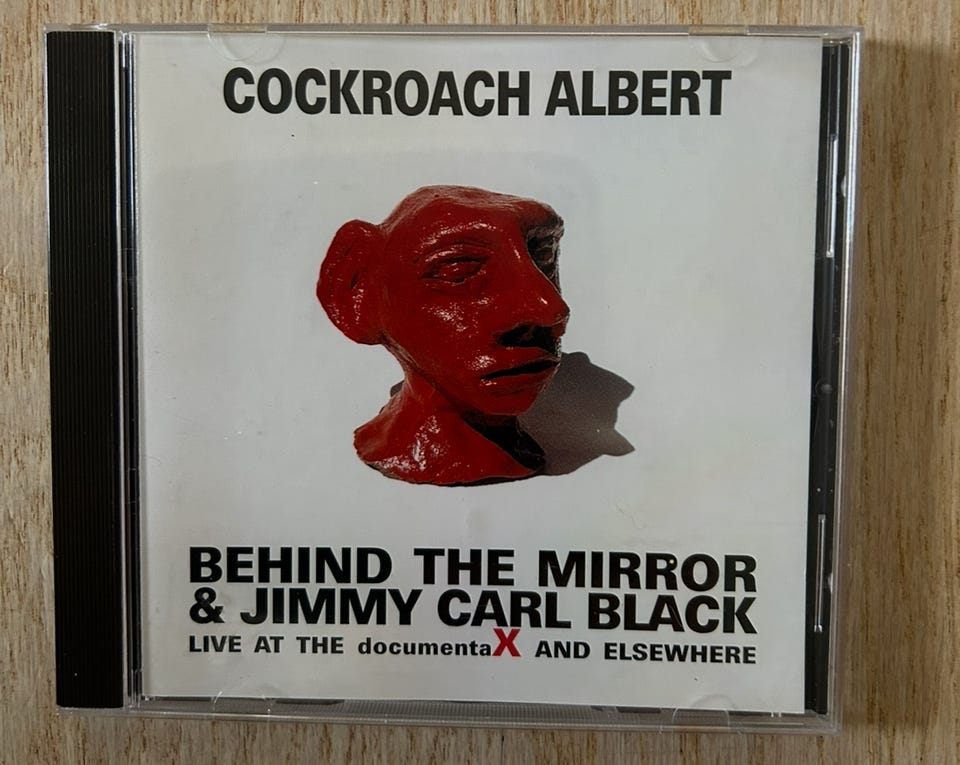 COCKROACH ALBERT
BEHIND THE MIRROR
& JIMMY CARL BLACK
LIVE AT THE documentaX AND ELSEWHERE